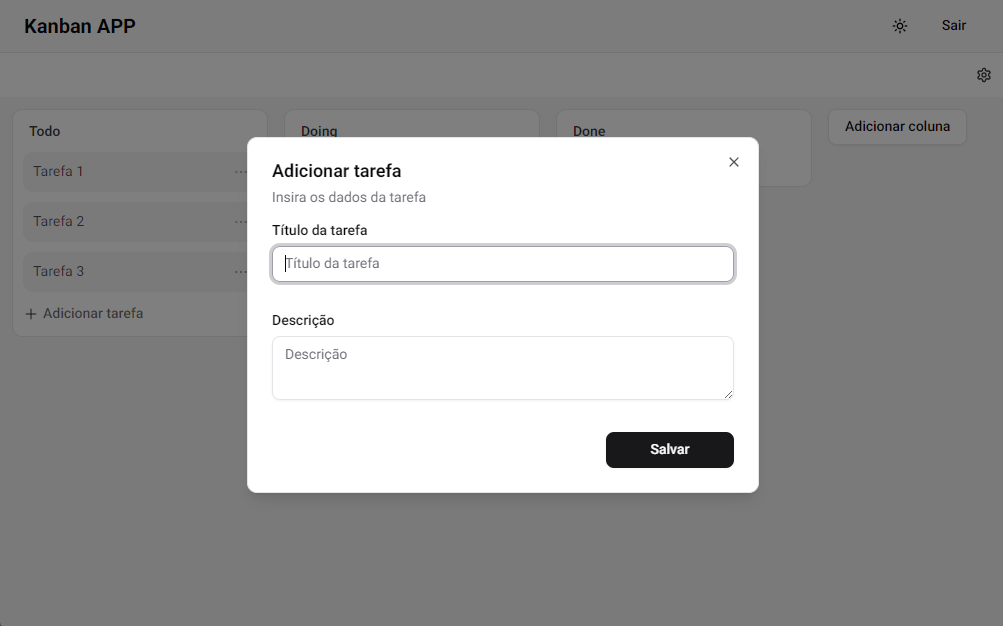 Kanban APP
Sair
Todo
Doing
Done
Adicionar coluna
Tarefa 1
Tarefa 2
Tarefa 3
+ Adicionar tarefa
Adicionar tarefa
Insira os dados da tarefa
Título da tarefa
Título da tarefa
Descrição
Descrição
Salvar